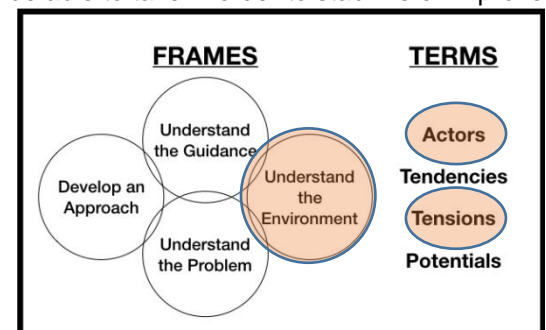 FRAMES
TERMS
Understand
the Guidance
Develop an
Approach
Understand
the
Environment
Understand
the Problem
Actors
Tendencies
Tensions
Potentials